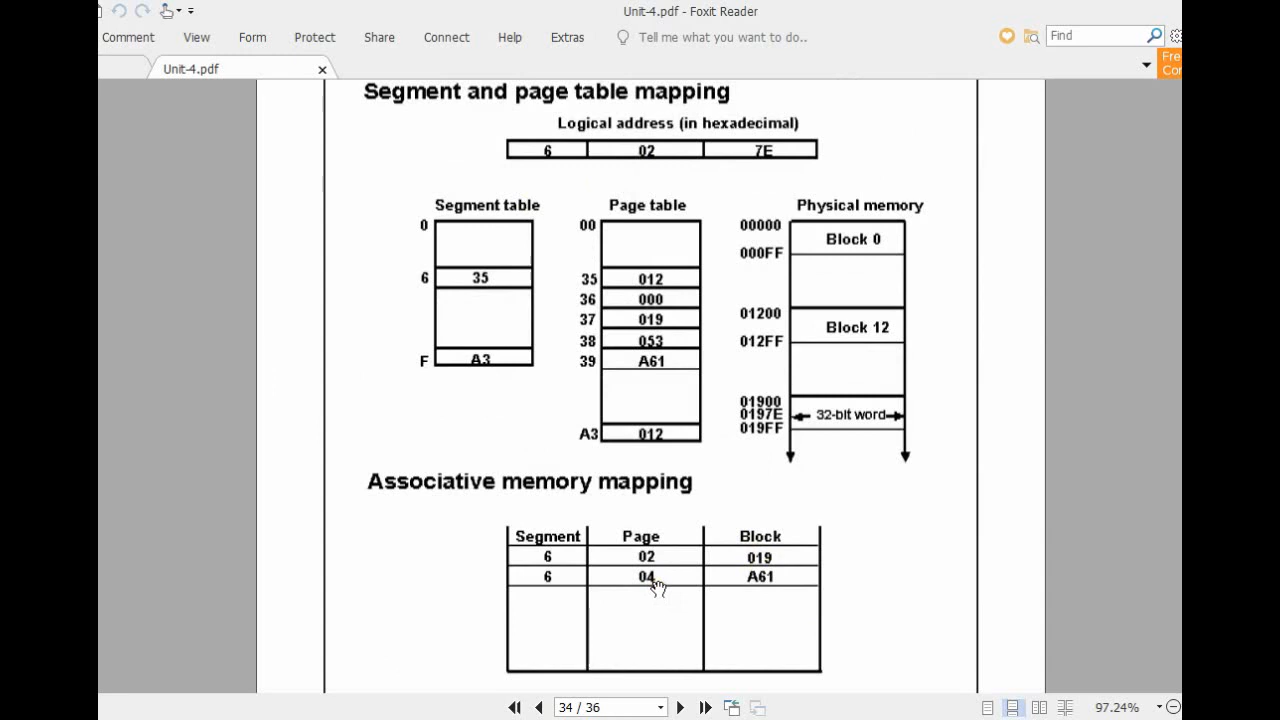 Unit-4.pdf - Foxit Reader
Comment View Form Protect Share Connect Help Extras Tell me what you want to do.. Find
Unit-4.pdf x
Fre
Con
Segment and page table mapping
Logical address (in hexadecimal)
6 02 7E
Segment table
0
6 35
F A3
Page table
00
35 012
36 000
37 019
38 053
39 A61
A3 012
Physical memory
00000
Block 0
000FF
01200
Block 12
012FF
01900
0197E 32-bit word
019FF
Associative memory mapping
Segment Page Block
6 02 019
6 04 A61
34 / 36 97.24%